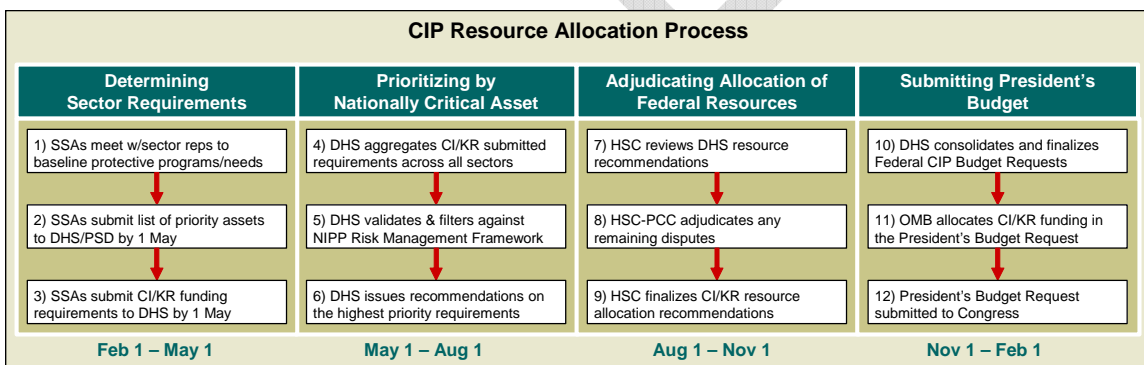 CIP Resource Allocation Process
Determining
Sector Requirements
1) SSAs meet w/sector reps to
baseline protective programs/needs
2) SSAs submit list of priority assets
to DHS/PSD by 1 May
3) SSAs submit CI/KR funding
requirements to DHS by 1 May
Feb 1 – May 1
Prioritizing by
Nationally Critical Asset
4) DHS aggregates CI/KR submitted
requirements across all sectors
5) DHS validates & filters against
NIPP Risk Management Framework
6) DHS issues recommendations on
the highest priority requirements
May 1 – Aug 1
Adjudicating Allocation of
Federal Resources
7) HSC reviews DHS resource
recommendations
8) HSC-PCC adjudicates any
remaining disputes
9) HSC finalizes CI/KR resource
allocation recommendations
Aug 1 – Nov 1
Submitting President’s
Budget
10) DHS consolidates and finalizes
Federal CIP Budget Requests
11) OMB allocates CI/KR funding in
the President’s Budget Request
12) President’s Budget Request
submitted to Congress
Nov 1 – Feb 1